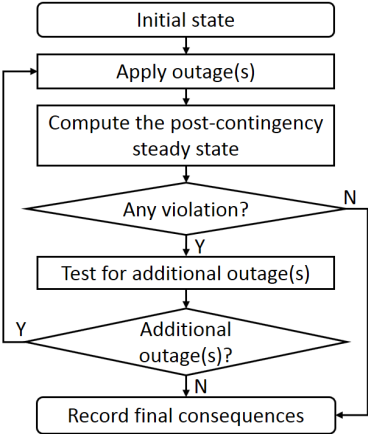 Initial state
Apply outage(s)
Compute the post-contingency
steady state
Any violation?
N
Y
Test for additional outage(s)
Y
Additional
outage(s)?
N
Record final consequences